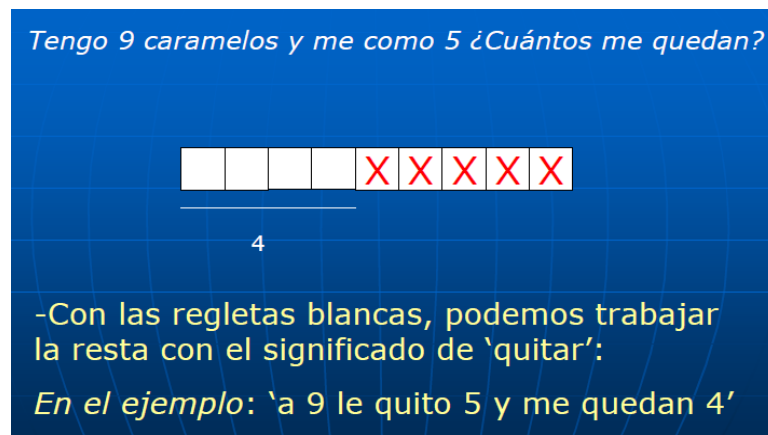 Tengo 9 caramelos y me como 5 ¿Cuántos me quedan?
X X X X X
4
-Con las regletas blancas, podemos trabajar
la resta con el significado de ‘quitar’:
En el ejemplo: ‘a 9 le quito 5 y me quedan 4’